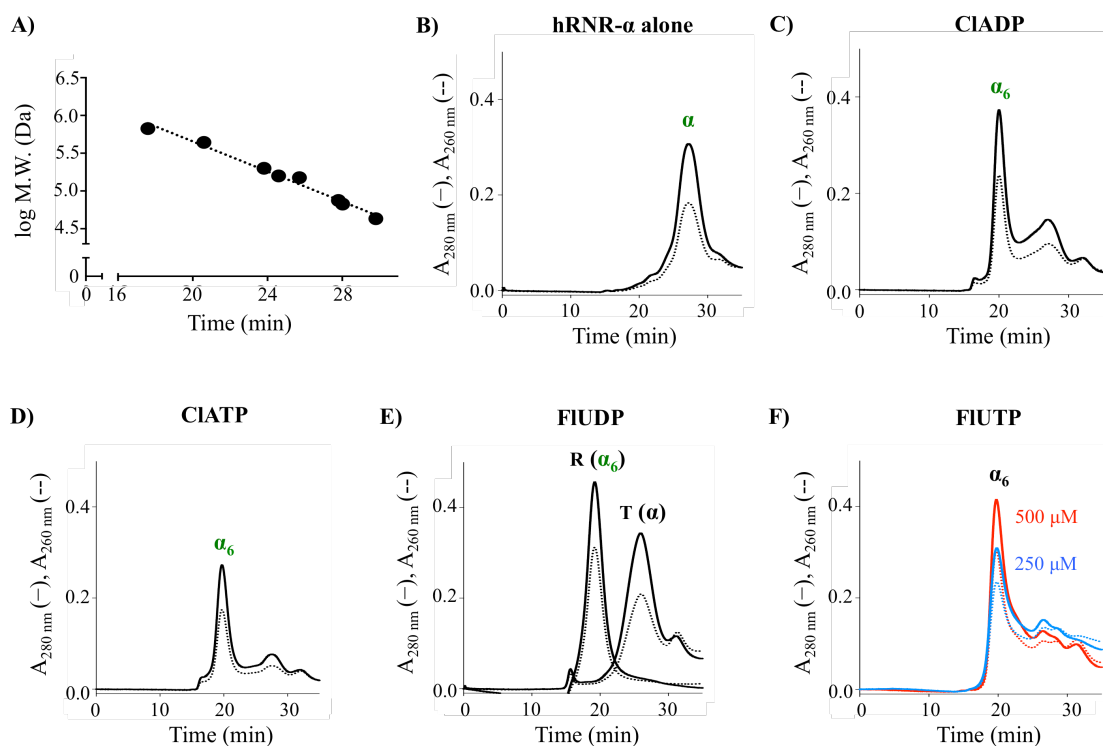 A)
log M.W. (Da)
6.5
6.0
5.5
5.0
4.5
0
0 16 20 24 28
Time (min)
B)
hRNR-α alone
A280 nm (−), A260 nm (--)
0.4
0.2
0.0
α
0 10 20 30
Time (min)
C)
ClADP
A280 nm (−), A260 nm (--)
0.4
0.2
0.0
α6
0 10 20 30
Time (min)
D)
ClATP
A280 nm (−), A260 nm (--)
0.4
0.2
0.0
α6
0 10 20 30
Time (min)
E)
FlUDP
A280 nm (−), A260 nm (--)
0.4
0.2
0.0
R (α6)
T (α)
0 10 20 30
Time (min)
F)
FlUTP
A280 nm (−), A260 nm (--)
0.4
0.2
0.0
α6
500 μM
250 μM
0 10 20 30
Time (min)